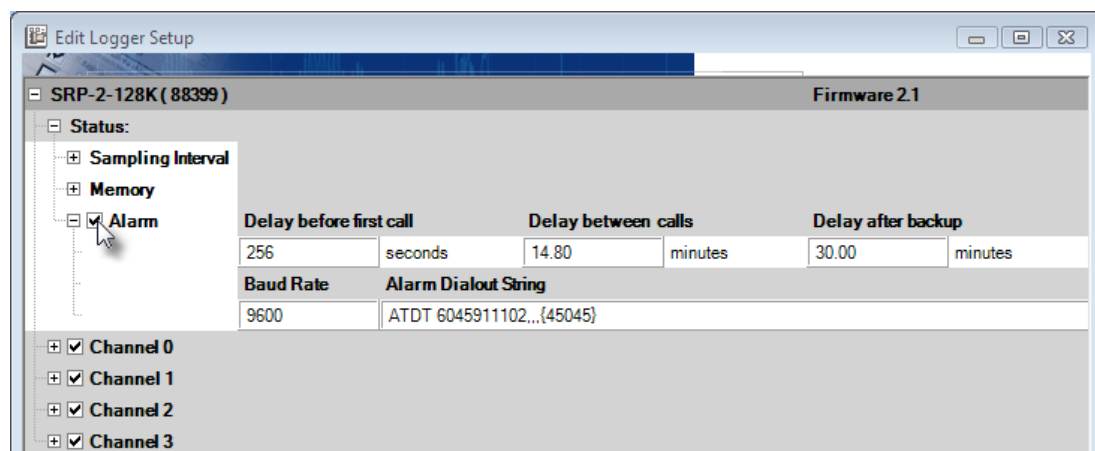 Edit Logger Setup
SRP-2-128K ( 88399 ) Firmware 2.1
Status:
Sampling Interval
Memory
Alarm Delay before first call Delay between calls Delay after backup
256 seconds 14.80 minutes 30.00 minutes
Baud Rate Alarm Dialout String
9600 ATDT 6045911102,,,{45045}
Channel 0
Channel 1
Channel 2
Channel 3